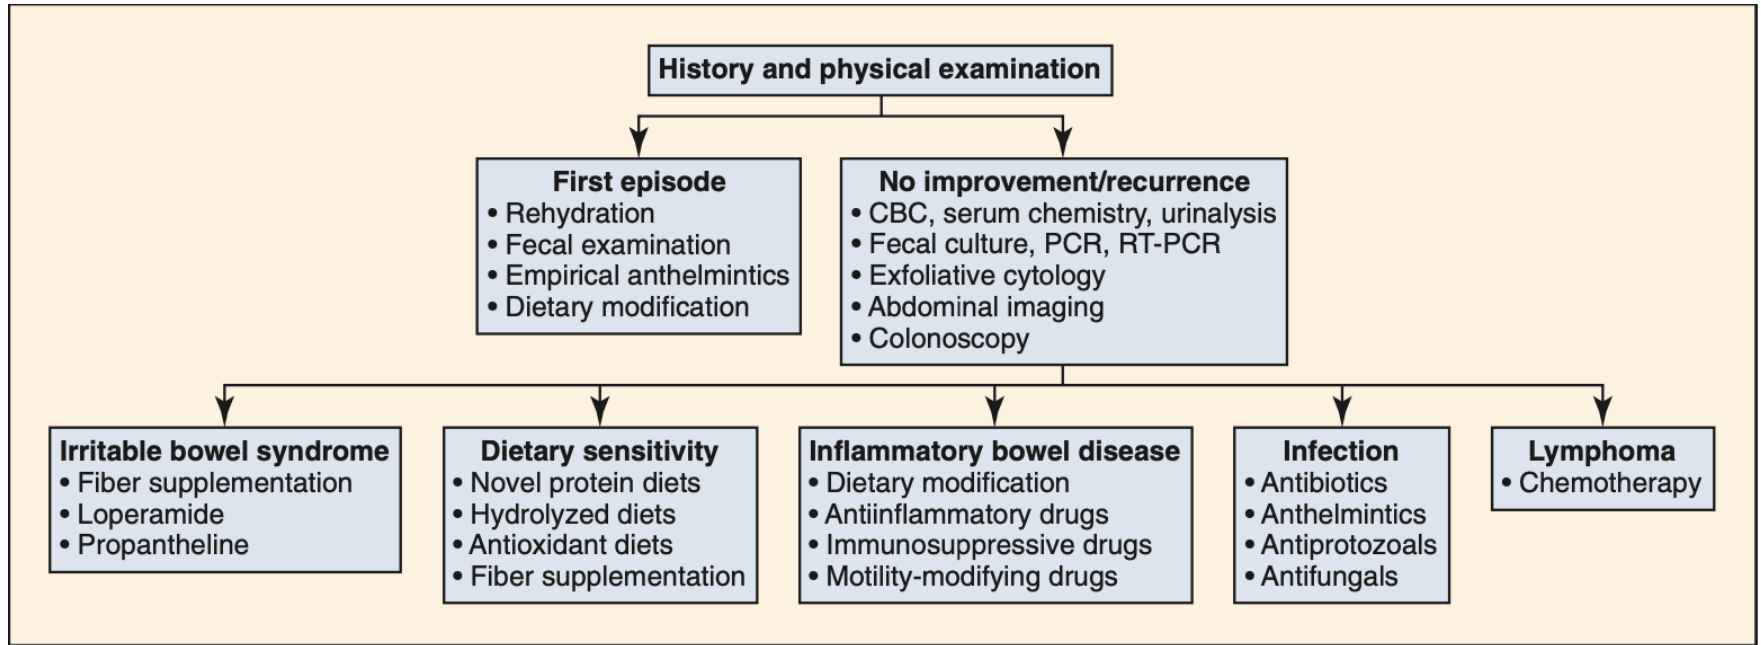 History and physical examination
First episode
• Rehydration
• Fecal examination
• Empirical anthelmintics
• Dietary modification
No improvement/recurrence
• CBC, serum chemistry, urinalysis
• Fecal culture, PCR, RT-PCR
• Exfoliative cytology
• Abdominal imaging
• Colonoscopy
Irritable bowel syndrome
• Fiber supplementation
• Loperamide
• Propantheline
Dietary sensitivity
• Novel protein diets
• Hydrolyzed diets
• Antioxidant diets
• Fiber supplementation
Inflammatory bowel disease
• Dietary modification
• Antiinflammatory drugs
• Immunosuppressive drugs
• Motility-modifying drugs
Infection
• Antibiotics
• Anthelmintics
• Antiprotozoals
• Antifungals
Lymphoma
• Chemotherapy